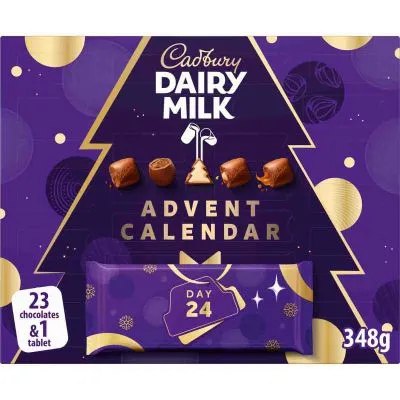 Cadbury
DAIRY
MILK
ADVENT
CALENDAR
DAY
24
23
chocolates
&1
tablet
348g